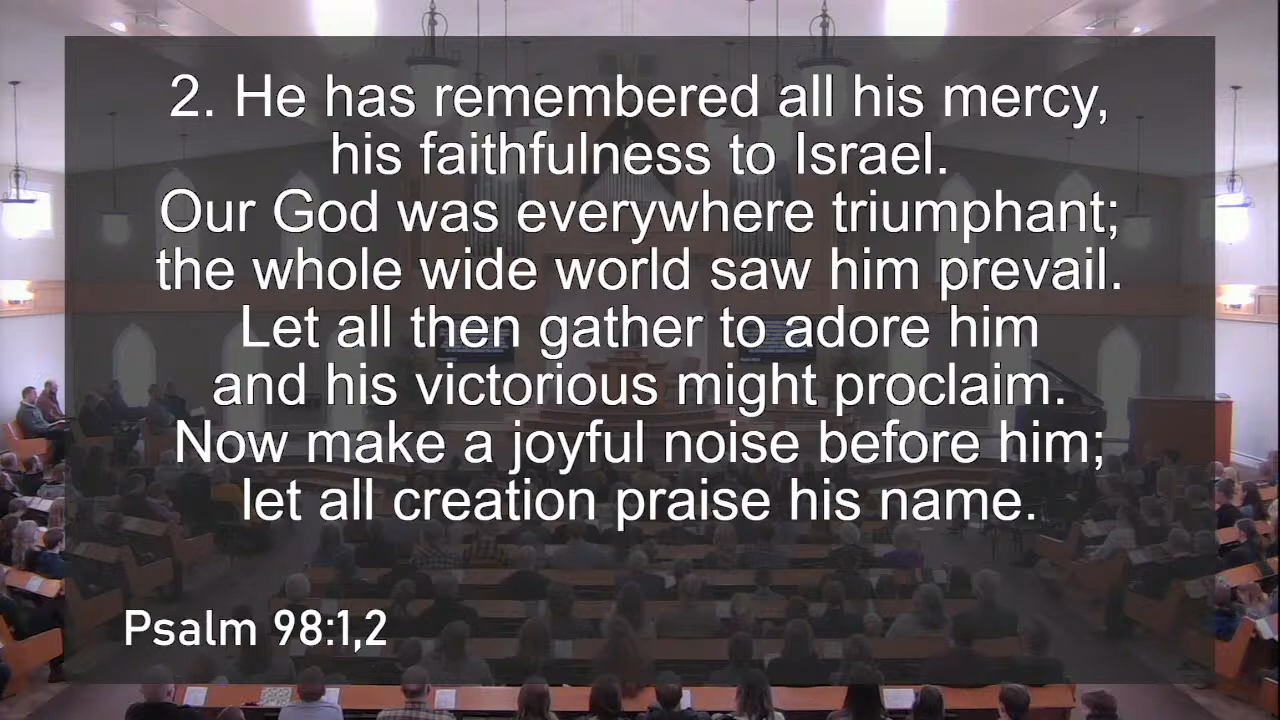 2. He has remembered all his mercy,
his faithfulness to Israel.
Our God was everywhere triumphant;
the whole wide world saw him prevail.
Let all then gather to adore him
and his victorious might proclaim.
Now make a joyful noise before him;
let all creation praise his name.
Psalm 98:1,2